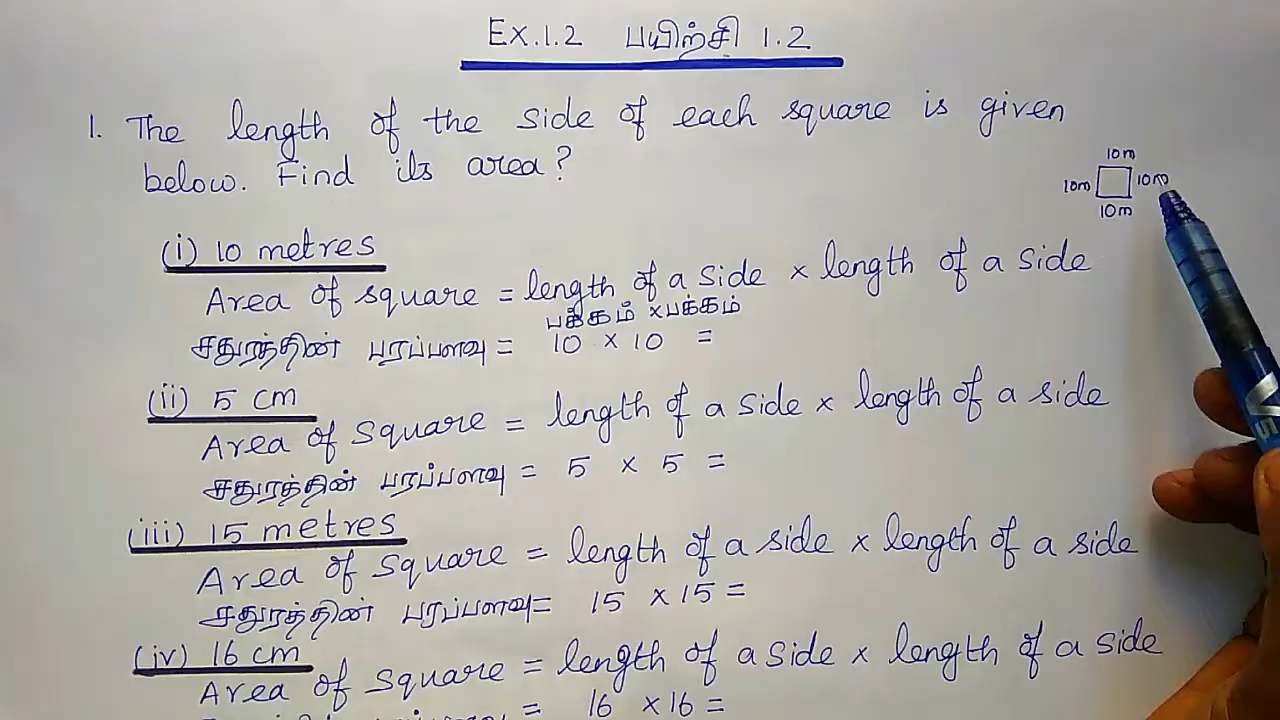 Ex.1.2 பயிற்சி 1.2
1. The length of the side of each square is given
below. Find its area?
10m
10m 10m
10m
(i) 10 metres
Area of square = length of a side × length of a side
பக்கம் × பக்கம்
சதுரத்தின் பரப்பளவு = 10 × 10 =
(ii) 5 cm
Area of square = length of a side × length of a side
சதுரத்தின் பரப்பளவு = 5 × 5 =
(iii) 15 metres
Area of square = length of a side × length of a side
சதுரத்தின் பரப்பளவு = 15 × 15 =
(iv) 16 cm
Area of square = length of a side × length of a side
= 16 × 16 =